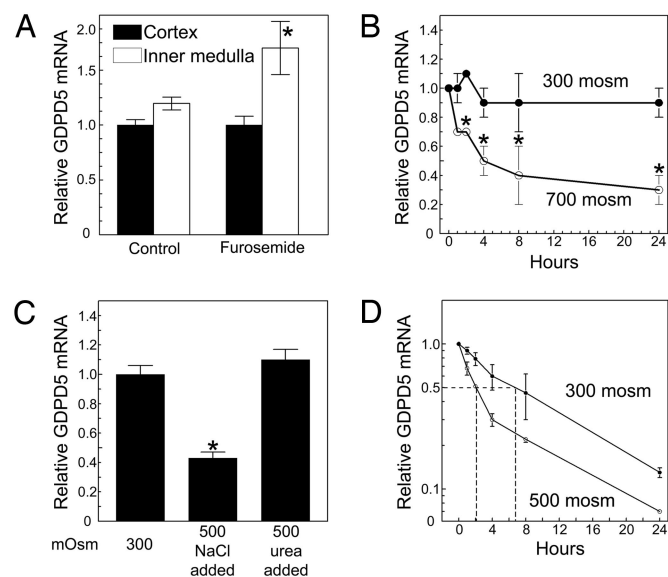 A
Relative GDPD5 mRNA
2.0
1.5
1.0
0.5
0
Cortex
Inner medulla
*
Control
Furosemide
B
Relative GDPD5 mRNA
1.4
1.2
1.0
0.8
0.6
0.4
0.2
0
300 mosm
* * * *
700 mosm
0 4 8 12 16 20 24
Hours
C
Relative GDPD5 mRNA
1.4
1.2
1.0
0.8
0.6
0.4
0.2
0
*
mOsm 300
500 NaCl added
500 urea added
D
Relative GDPD5 mRNA
1.0
0.5
0.1
0
300 mosm
500 mosm
0 4 8 12 16 20 24
Hours